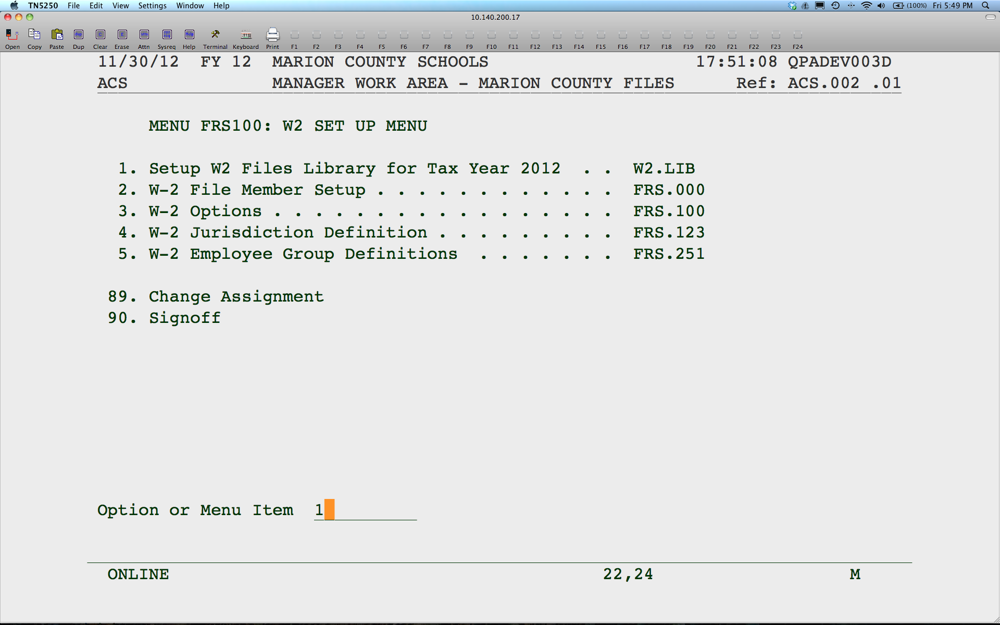 TN5250 File Edit View Settings Window Help (100%) Fri 5:49 PM
10.140.200.17
dup C E attn sys req Help
Open Copy Paste Dup Clear Erase Attn Sysreq Help Terminal Keyboard Print F1 F2 F3 F4 F5 F6 F7 F8 F9 F10 F11 F12 F13 F14 F15 F16 F17 F18 F19 F20 F21 F22 F23 F24
11/30/12 FY 12 MARION COUNTY SCHOOLS 17:51:08 QPADEV003D
ACS MANAGER WORK AREA - MARION COUNTY FILES Ref: ACS.002 .01
MENU FRS100: W2 SET UP MENU
1. Setup W2 Files Library for Tax Year 2012 . . W2.LIB
2. W-2 File Member Setup . . . . . . . . . . . . FRS.000
3. W-2 Options . . . . . . . . . . . . . . . . . FRS.100
4. W-2 Jurisdiction Definition . . . . . . . . . FRS.123
5. W-2 Employee Group Definitions . . . . . . . FRS.251
89. Change Assignment
90. Signoff
Option or Menu Item 1
ONLINE 22,24 M